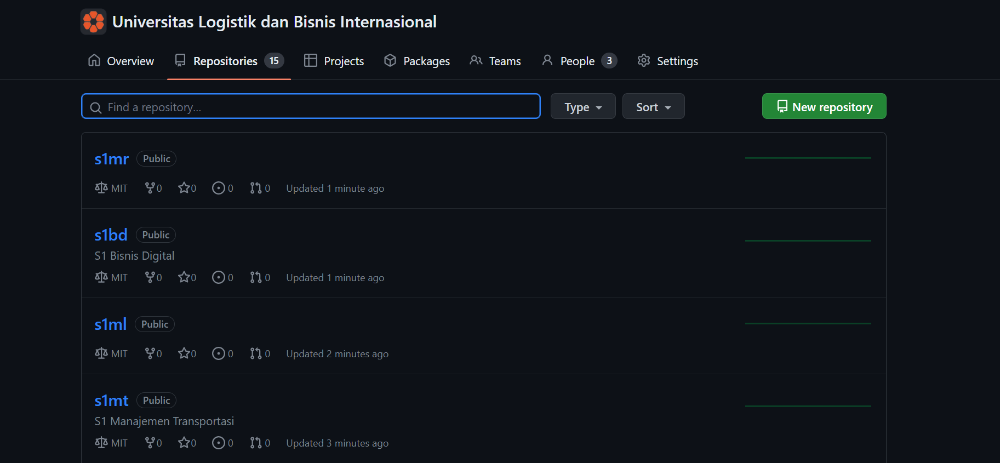 Universitas Logistik dan Bisnis Internasional
Overview Repositories 15 Projects Packages Teams People 3 Settings
Find a repository... Type Sort New repository
s1mr Public
MIT 0 0 0 0 Updated 1 minute ago
s1bd Public
S1 Bisnis Digital
MIT 0 0 0 0 Updated 1 minute ago
s1ml Public
MIT 0 0 0 0 Updated 2 minutes ago
s1mt Public
S1 Manajemen Transportasi
MIT 0 0 0 0 Updated 3 minutes ago